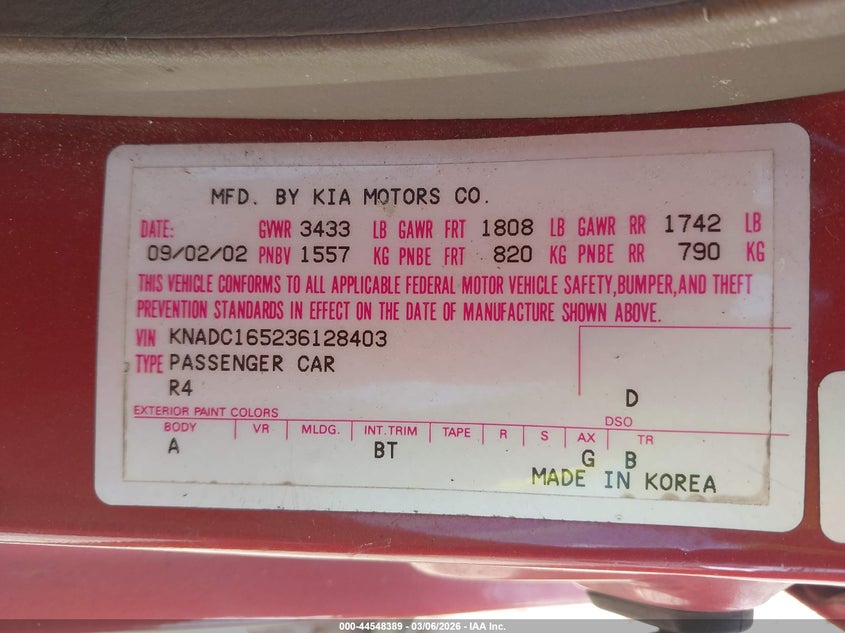 MFD. BY KIA MOTORS CO.
DATE: GVWR 3433 LB GAWR FRT 1808 LB GAWR RR 1742 LB
09/02/02 PNBV 1557 KG PNBE FRT 820 KG PNBE RR 790 KG
THIS VEHICLE CONFORMS TO ALL APPLICABLE FEDERAL MOTOR VEHICLE SAFETY,BUMPER,AND THEFT
PREVENTION STANDARDS IN EFFECT ON THE DATE OF MANUFACTURE SHOWN ABOVE.
VIN KNADC165236128403
TYPE PASSENGER CAR
R4
D
EXTERIOR PAINT COLORS DSO
BODY VR MLDG. INT.TRIM TAPE R S AX TR
A BT G B
MADE IN KOREA
000-44548389 - 03/06/2026 - IAA Inc.